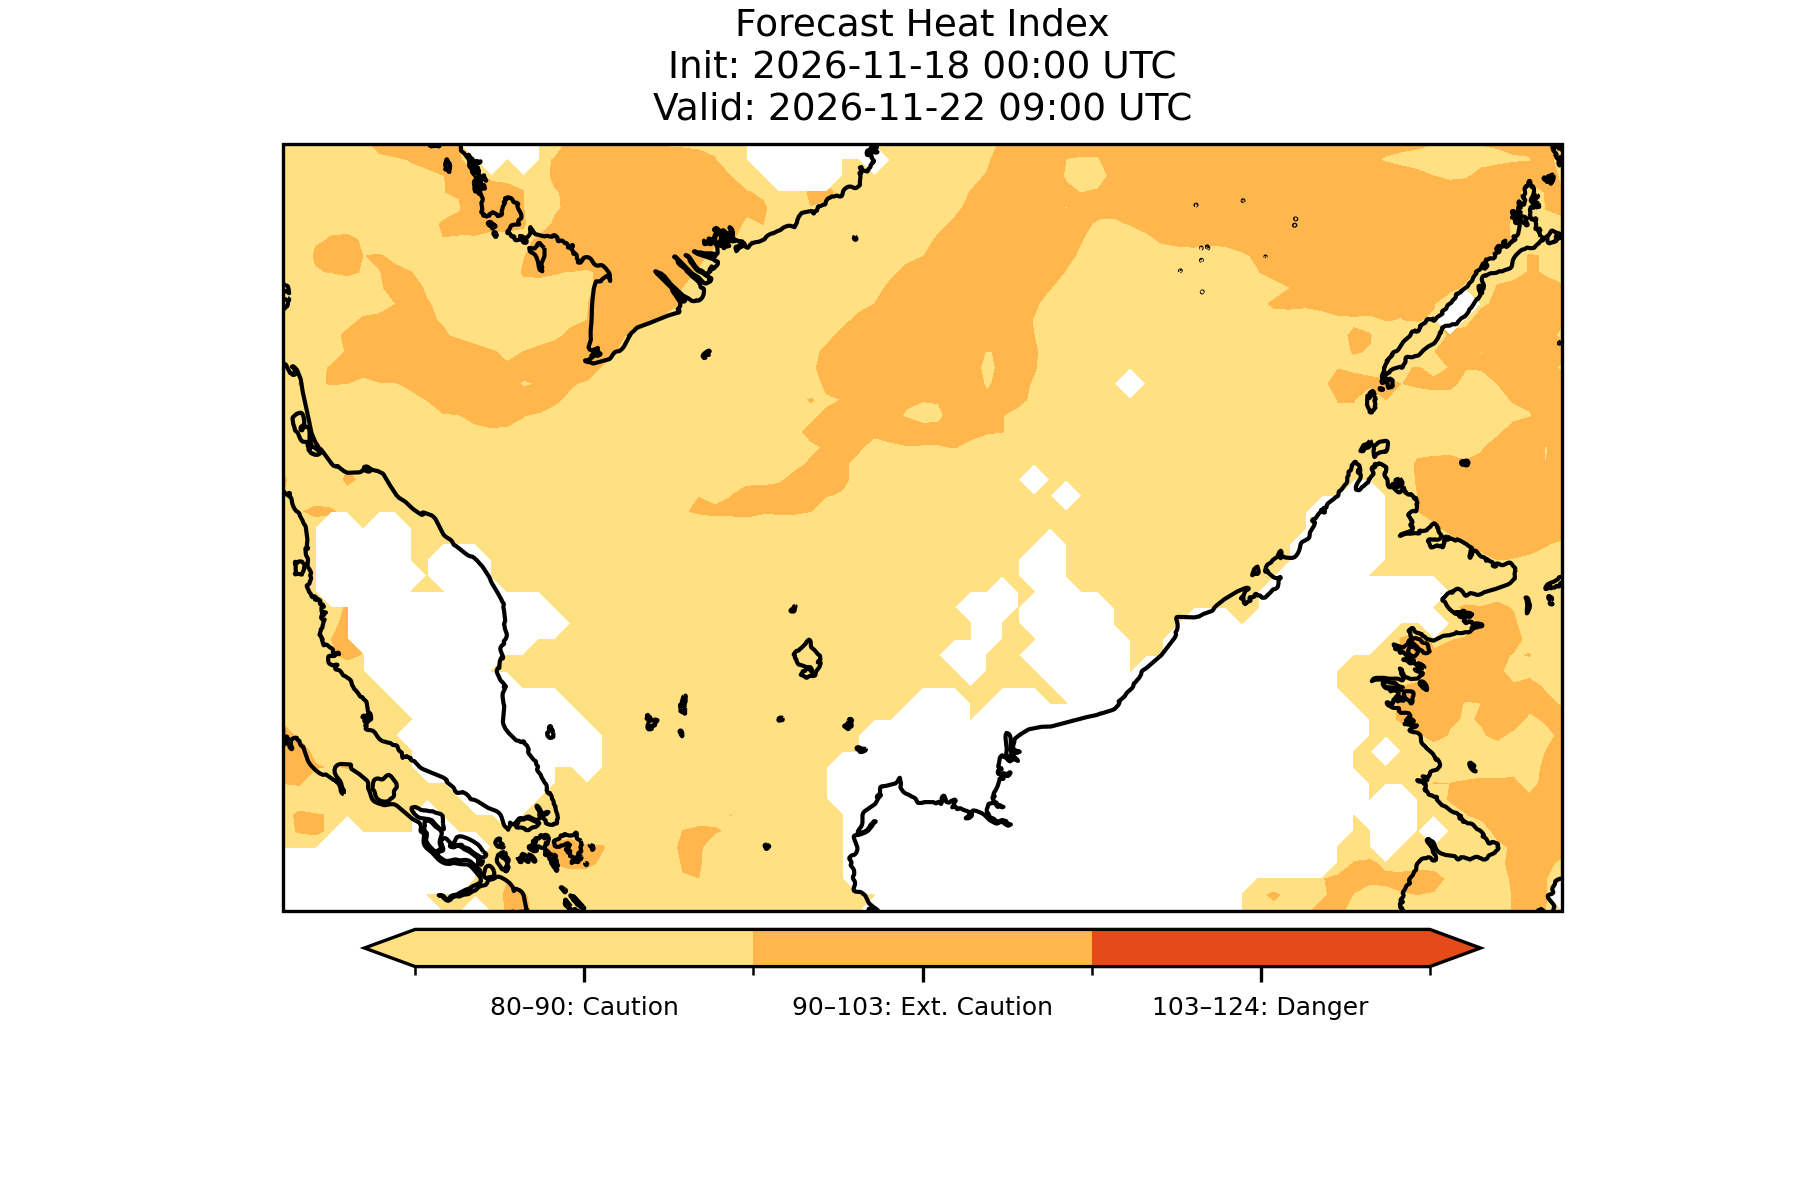 Forecast Heat Index
Init: 2026-11-18 00:00 UTC
Valid: 2026-11-22 09:00 UTC
80–90: Caution
90–103: Ext. Caution
103–124: Danger